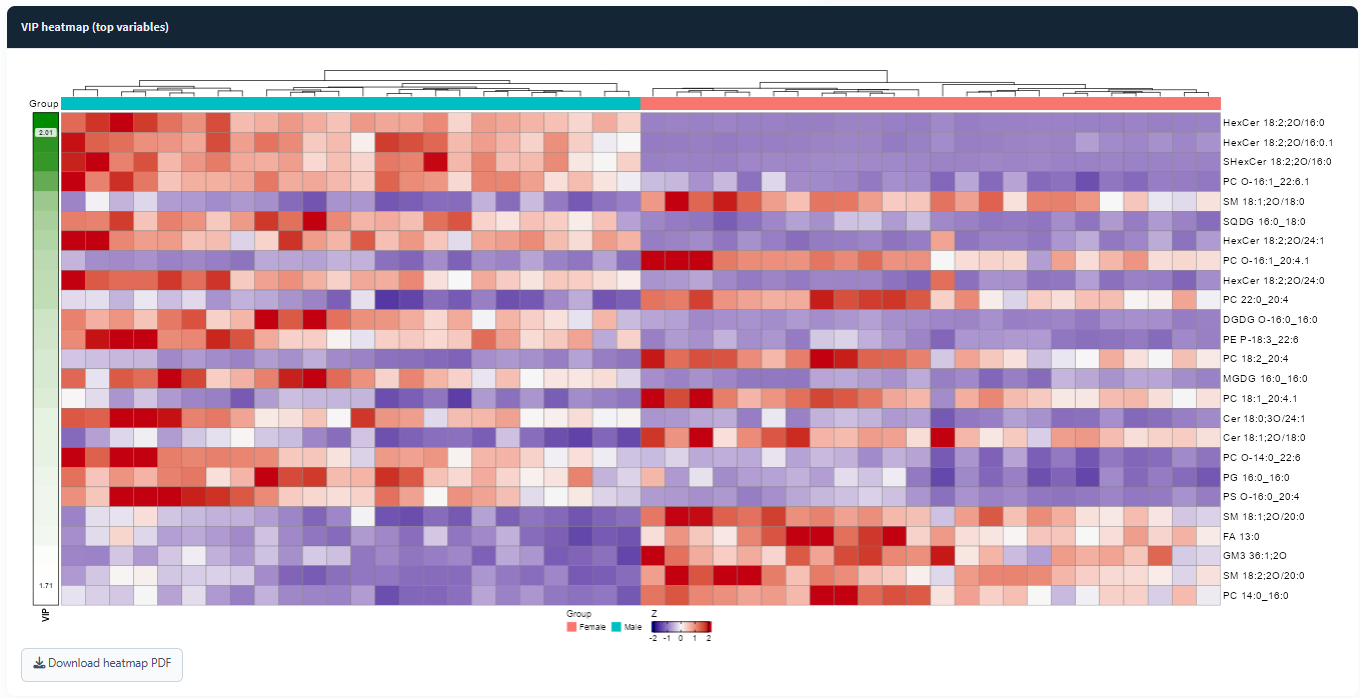 VIP heatmap (top variables)
Group
2.01
1.71
VIP
HexCer 18:2;2O/16:0
HexCer 18:2;2O/16:0.1
SHexCer 18:2;2O/16:0
PC O-16:1_22:6.1
SM 18:1;2O/18:0
SQDG 16:0_18:0
HexCer 18:2;2O/24:1
PC O-16:1_20:4.1
HexCer 18:2;2O/24:0
PC 22:0_20:4
DGDG O-16:0_16:0
PE P-18:3_22:6
PC 18:2_20:4
MGDG 16:0_16:0
PC 18:1_20:4.1
Cer 18:0;3O/24:1
Cer 18:1;2O/18:0
PC O-14:0_22:6
PG 16:0_16:0
PS O-16:0_20:4
SM 18:1;2O/20:0
FA 13:0
GM3 36:1;2O
SM 18:2;2O/20:0
PC 14:0_16:0
Group
Female Male
Z
-2 -1 0 1 2
Download heatmap PDF